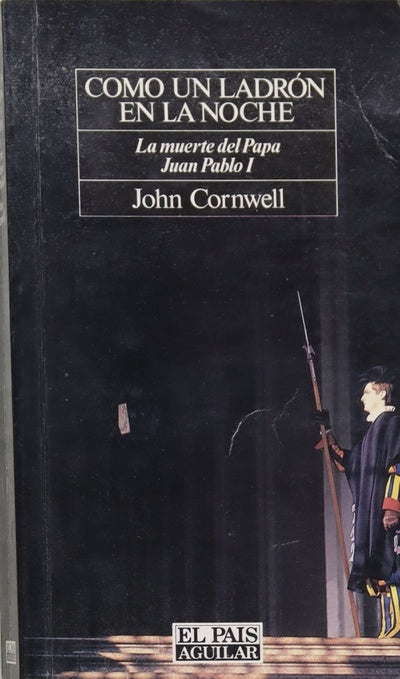 COMO UN LADRÓN
EN LA NOCHE
La muerte del Papa
Juan Pablo I
John Cornwell
EL PAIS
AGUILAR